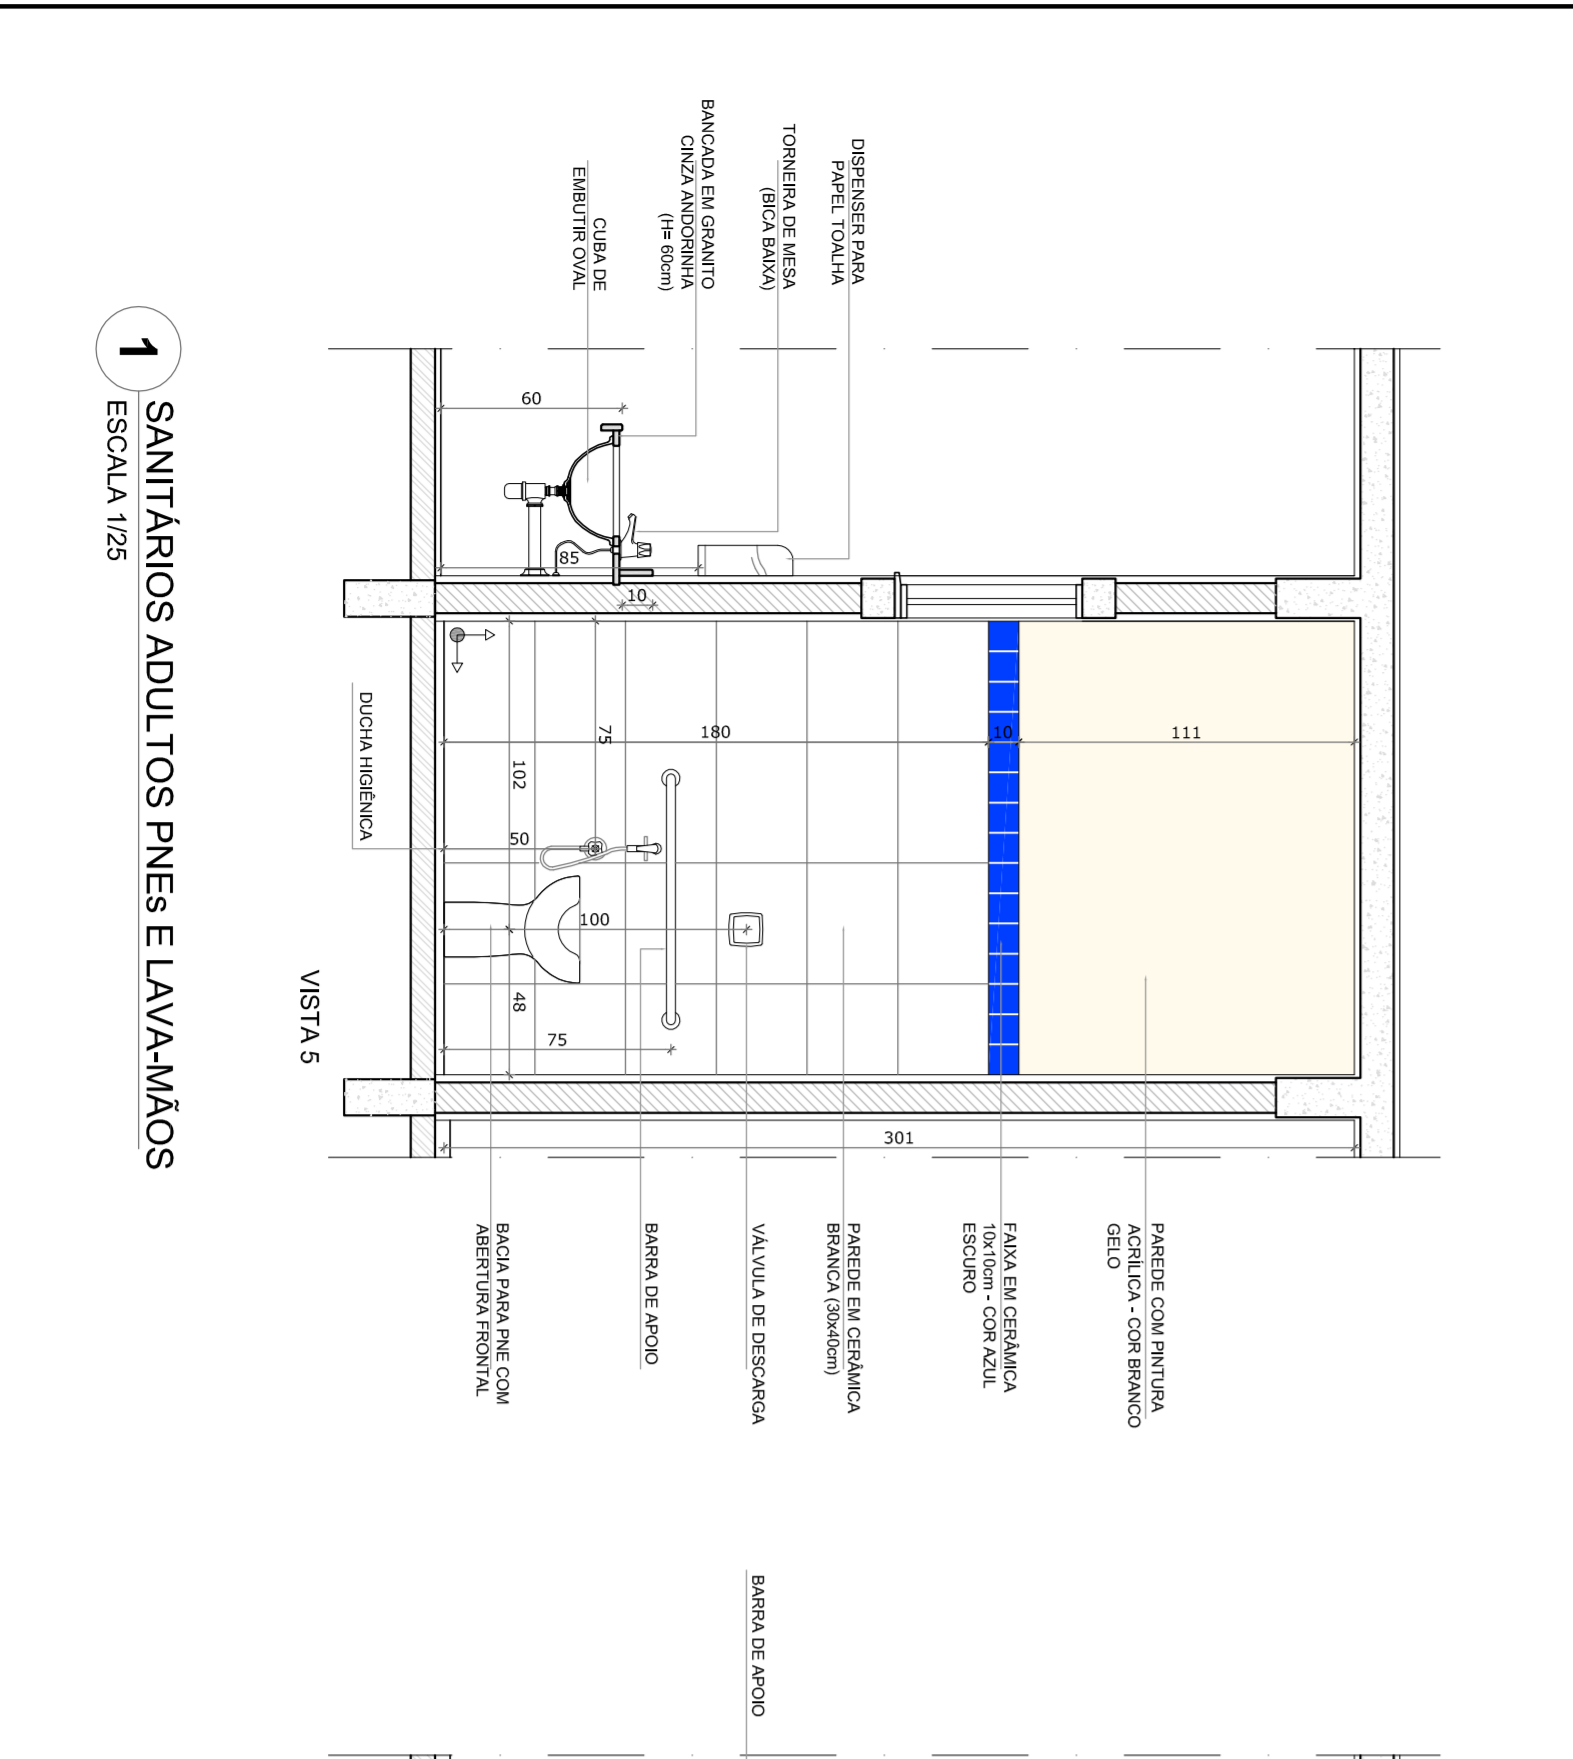 DISPENSER PARA
PAPEL TOALHA
TORNEIRA DE MESA
(BICA BAIXA)
BANCADA EM GRANITO
CINZA ANDORINHA
(H= 60cm)
CUBA DE
EMBUTIR OVAL
60
85
10
111
10
180
75
102
50
100
48
75
301
DUCHA HIGIÊNICA
PAREDE COM PINTURA
ACRÍLICA - COR BRANCO
GELO
FAIXA EM CERÂMICA
10x10cm - COR AZUL
ESCURO
PAREDE EM CERÂMICA
BRANCA (30x40cm)
VÁLVULA DE DESCARGA
BARRA DE APOIO
BACIA PARA PNE COM
ABERTURA FRONTAL
VISTA 5
1
SANITÁRIOS ADULTOS PNEs E LAVA-MÃOS
ESCALA 1/25
BARRA DE APOIO